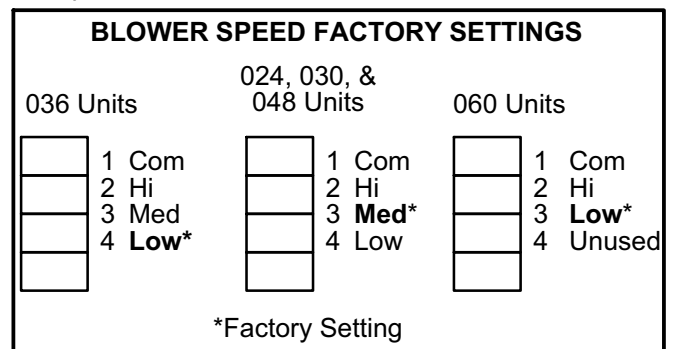 BLOWER SPEED FACTORY SETTINGS
036 Units
1 Com
2 Hi
3 Med
4 Low*
024, 030, &
048 Units
1 Com
2 Hi
3 Med*
4 Low
060 Units
1 Com
2 Hi
3 Low*
4 Unused
*Factory Setting